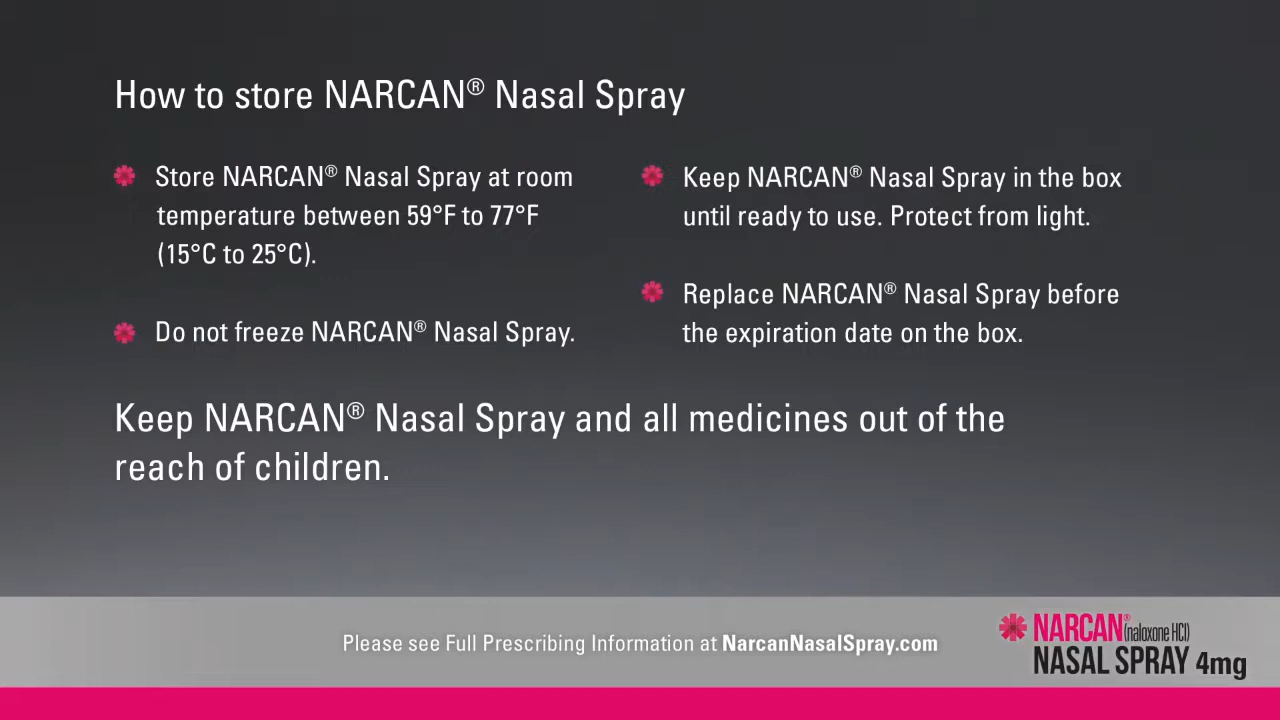 How to store NARCAN® Nasal Spray
Store NARCAN® Nasal Spray at room
temperature between 59°F to 77°F
(15°C to 25°C).
Do not freeze NARCAN® Nasal Spray.
Keep NARCAN® Nasal Spray in the box
until ready to use. Protect from light.
Replace NARCAN® Nasal Spray before
the expiration date on the box.
Keep NARCAN® Nasal Spray and all medicines out of the
reach of children.
Please see Full Prescribing Information at NarcanNasalSpray.com
NARCAN® (naloxone HCl)
NASAL SPRAY 4mg